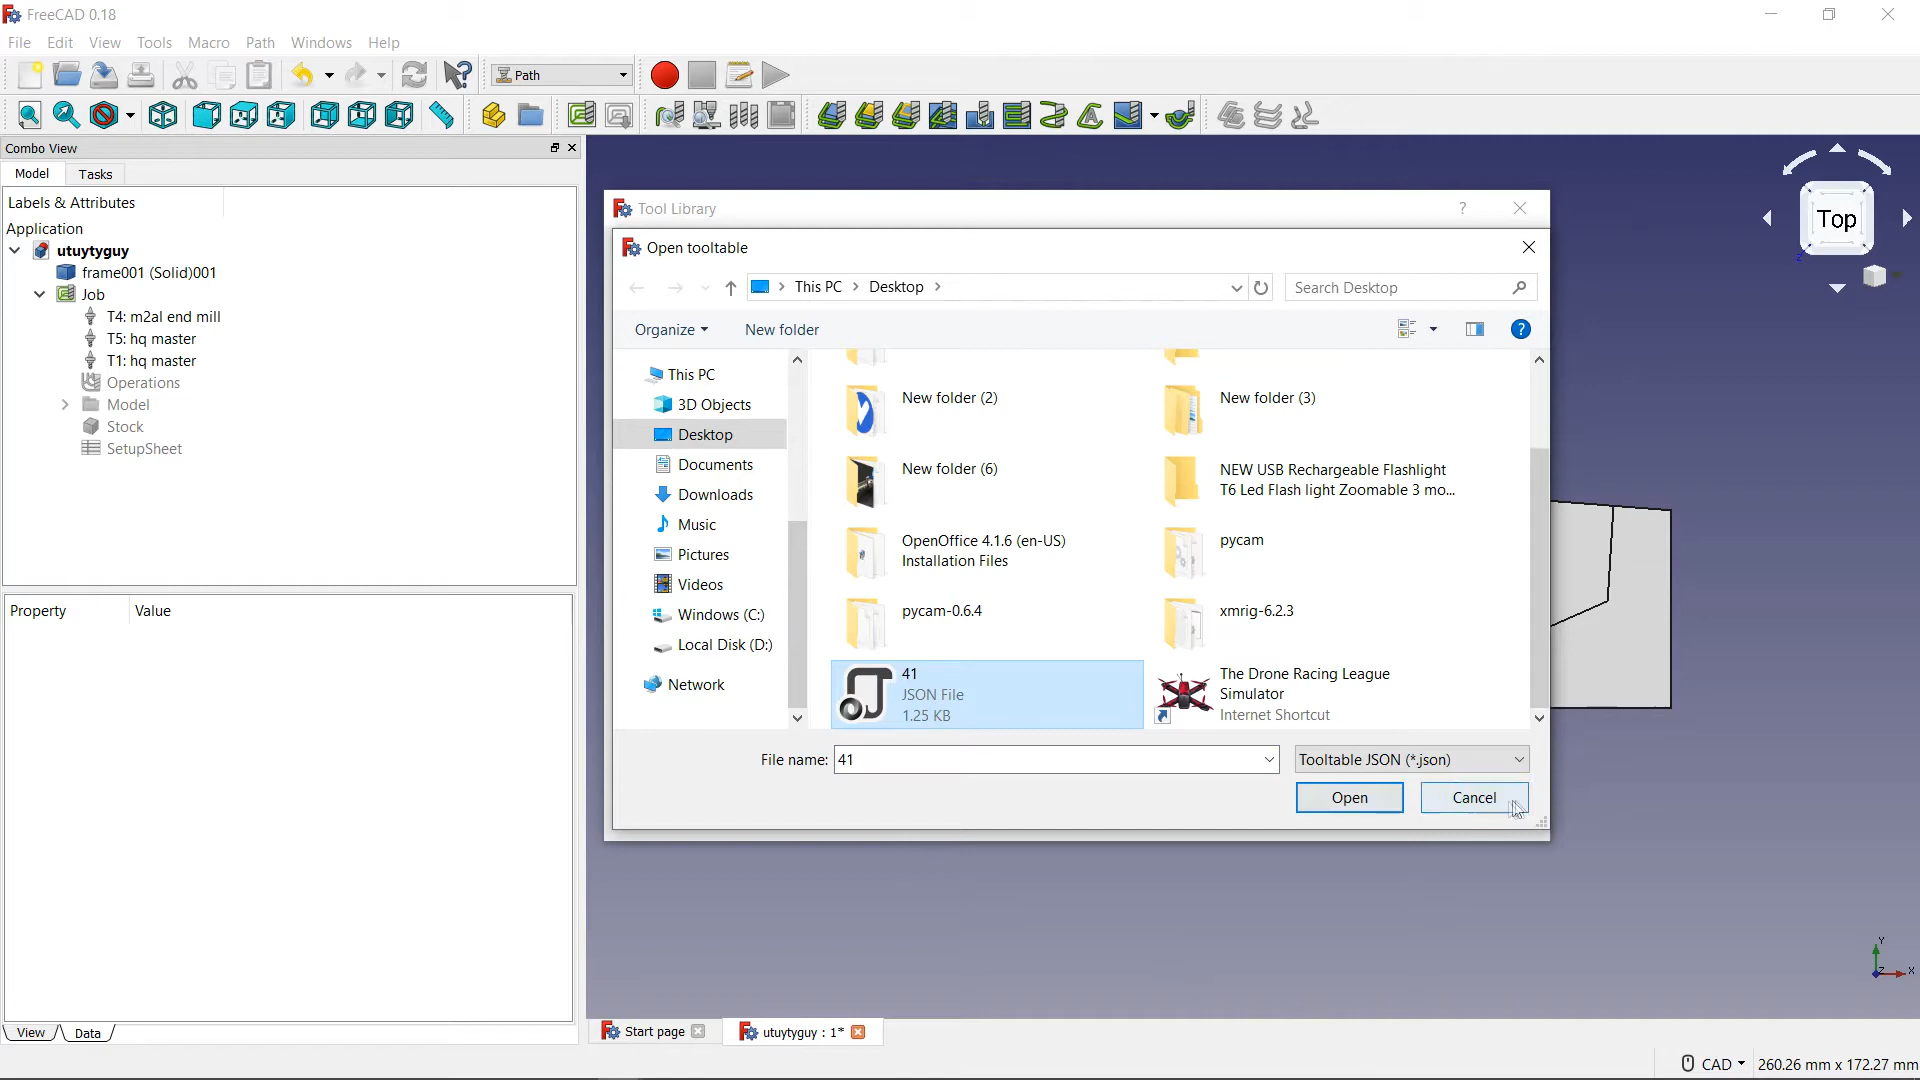 FreeCAD 0.18
File Edit View Tools Macro Path Windows Help
Path
Combo View
Model Tasks
Labels & Attributes
Application
utuytyguy
frame001 (Solid)001
Job
T4: m2al end mill
T5: hq master
T1: hq master
Operations
Model
Stock
SetupSheet
Property Value
View Data
Tool Library
Open tooltable
This PC Desktop
Search Desktop
Organize New folder
This PC
3D Objects
Desktop
Documents
Downloads
Music
Pictures
Videos
Windows (C:)
Local Disk (D:)
Network
New folder (2)
New folder (3)
New folder (6)
NEW USB Rechargeable Flashlight
T6 Led Flash light Zoomable 3 mo...
OpenOffice 4.1.6 (en-US)
Installation Files
pycam
pycam-0.6.4
xmrig-6.2.3
41
JSON File
1.25 KB
The Drone Racing League
Simulator
Internet Shortcut
File name: 41
Tooltable JSON (*.json)
Open Cancel
Top
Z
Y
Z X
Start page
utuytyguy : 1*
CAD 260.26 mm x 172.27 mm